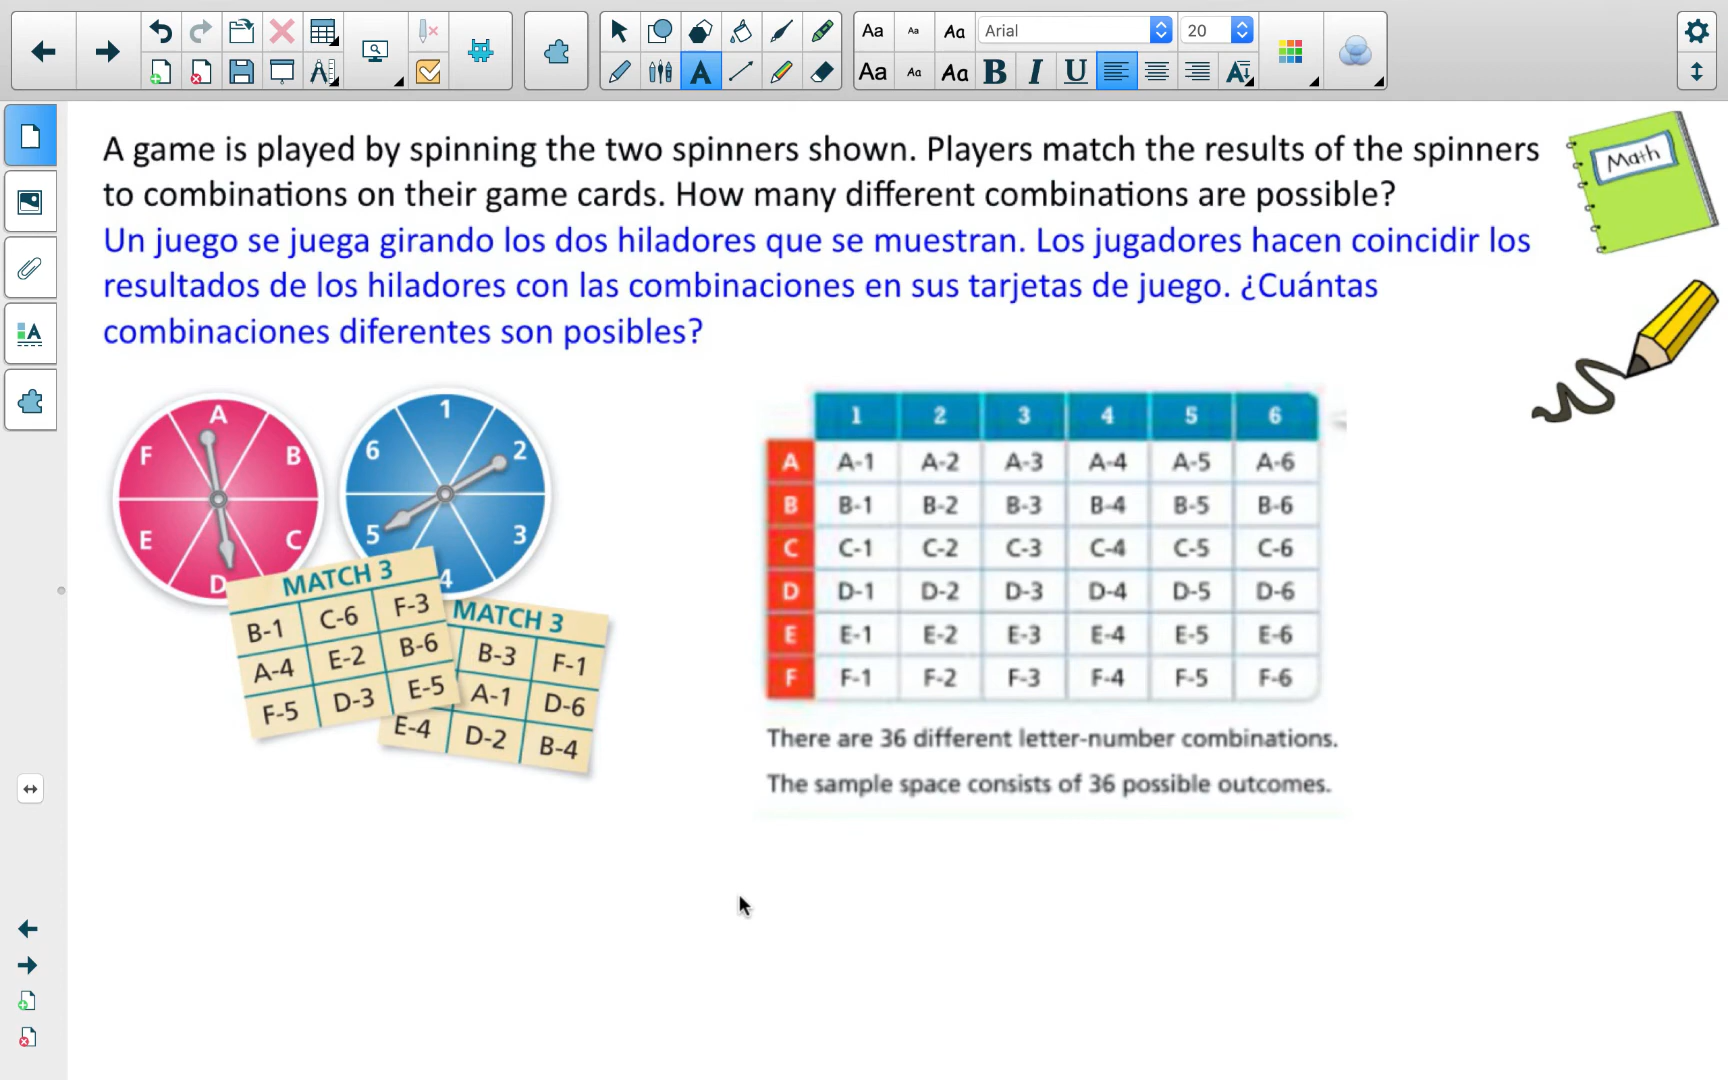 Aa Aa Aa Arial 20
Aa Aa Aa B I U A
A game is played by spinning the two spinners shown. Players match the results of the spinners
to combinations on their game cards. How many different combinations are possible?
Un juego se juega girando los dos hiladores que se muestran. Los jugadores hacen coincidir los
resultados de los hiladores con las combinaciones en sus tarjetas de juego. ¿Cuántas
combinaciones diferentes son posibles?
Math
A B C D E F
1 2 3 4 5 6
MATCH 3
B-1 C-6 F-3
A-4 E-2 B-6
F-5 D-3 E-5
MATCH 3
B-3 F-1
A-1 D-6
E-4 D-2 B-4
1 2 3 4 5 6
A A-1 A-2 A-3 A-4 A-5 A-6
B B-1 B-2 B-3 B-4 B-5 B-6
C C-1 C-2 C-3 C-4 C-5 C-6
D D-1 D-2 D-3 D-4 D-5 D-6
E E-1 E-2 E-3 E-4 E-5 E-6
F F-1 F-2 F-3 F-4 F-5 F-6
There are 36 different letter-number combinations.
The sample space consists of 36 possible outcomes.